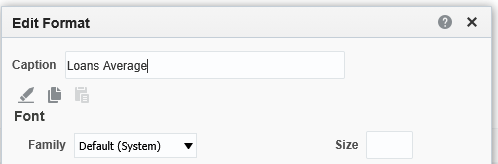 Edit Format
Caption Loans Average
Font
Family Default (System) Size